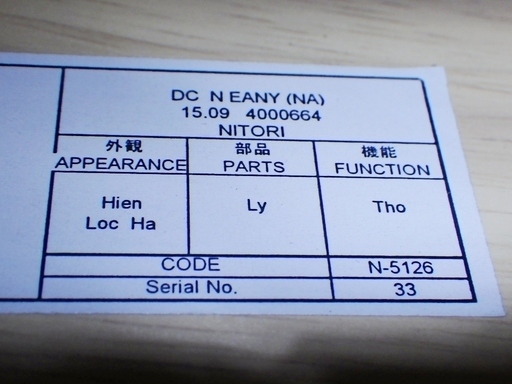 DC N EANY (NA)
15.09 4000664
NITORI
外観 部品 機能
APPEARANCE PARTS FUNCTION
Hien Ly Tho
Loc Ha
CODE N-5126
Serial No. 33